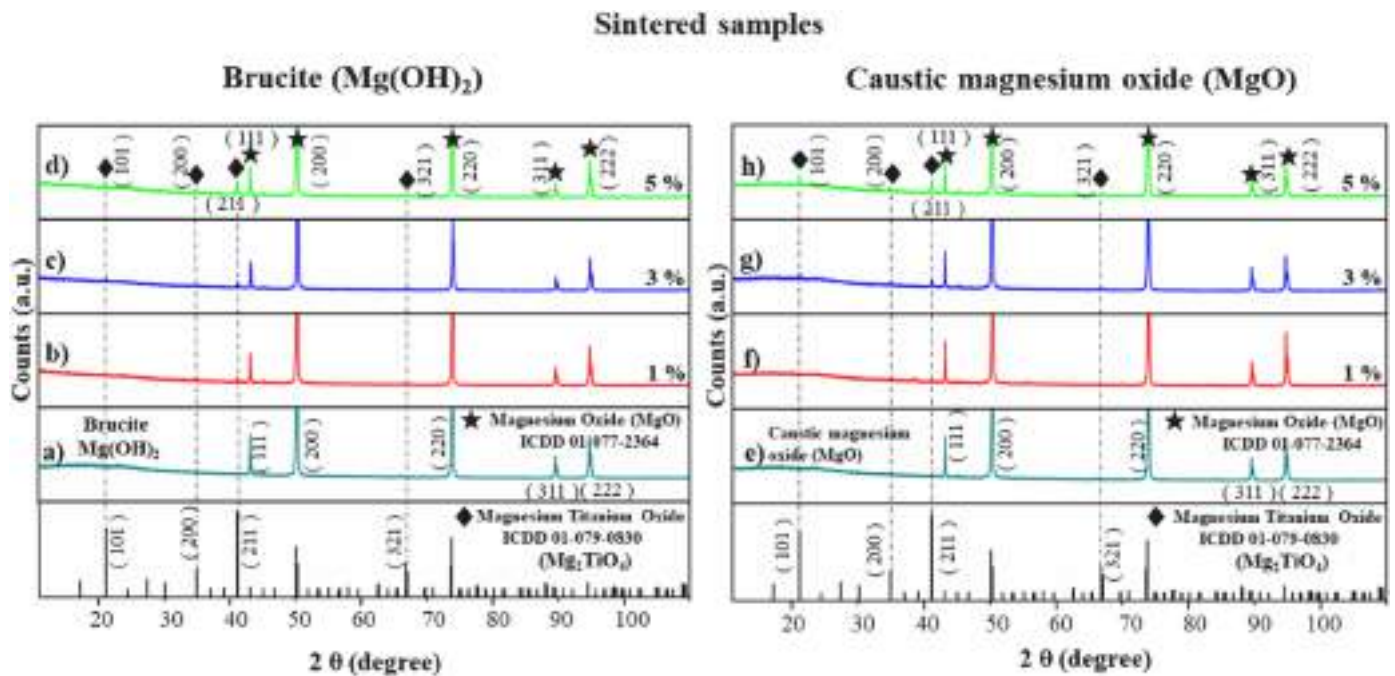 Sintered samples
Brucite (Mg(OH)₂)
Caustic magnesium oxide (MgO)
Counts (a.u.)
d)
( 101 )
( 200 )
( 211 )
( 111 )
( 200 )
( 321 )
( 220 )
( 311 )
( 222 )
5 %
c)
3 %
b)
1 %
a)
Brucite
Mg(OH)₂
( 111 )
( 200 )
( 220 )
★ Magnesium Oxide (MgO)
ICDD 01-077-2364
( 311 )( 222 )
◆ Magnesium Titanium Oxide
ICDD 01-079-0830
(Mg₂TiO₄)
( 101 )
( 200 )
( 211 )
( 321 )
20 30 40 50 60 70 80 90 100
2 θ (degree)
Counts (a.u.)
h)
( 101 )
( 200 )
( 211 )
( 111 )
( 200 )
( 321 )
( 220 )
( 311 )
( 222 )
5 %
g)
3 %
f)
1 %
e)
Caustic magnesium
oxide (MgO)
( 111 )
( 200 )
( 220 )
★ Magnesium Oxide (MgO)
ICDD 01-077-2364
( 311 ) ( 222 )
◆ Magnesium Titanium Oxide
ICDD 01-079-0830
(Mg₂TiO₄)
( 101 )
( 200 )
( 211 )
( 321 )
20 30 40 50 60 70 80 90 100
2 θ (degree)